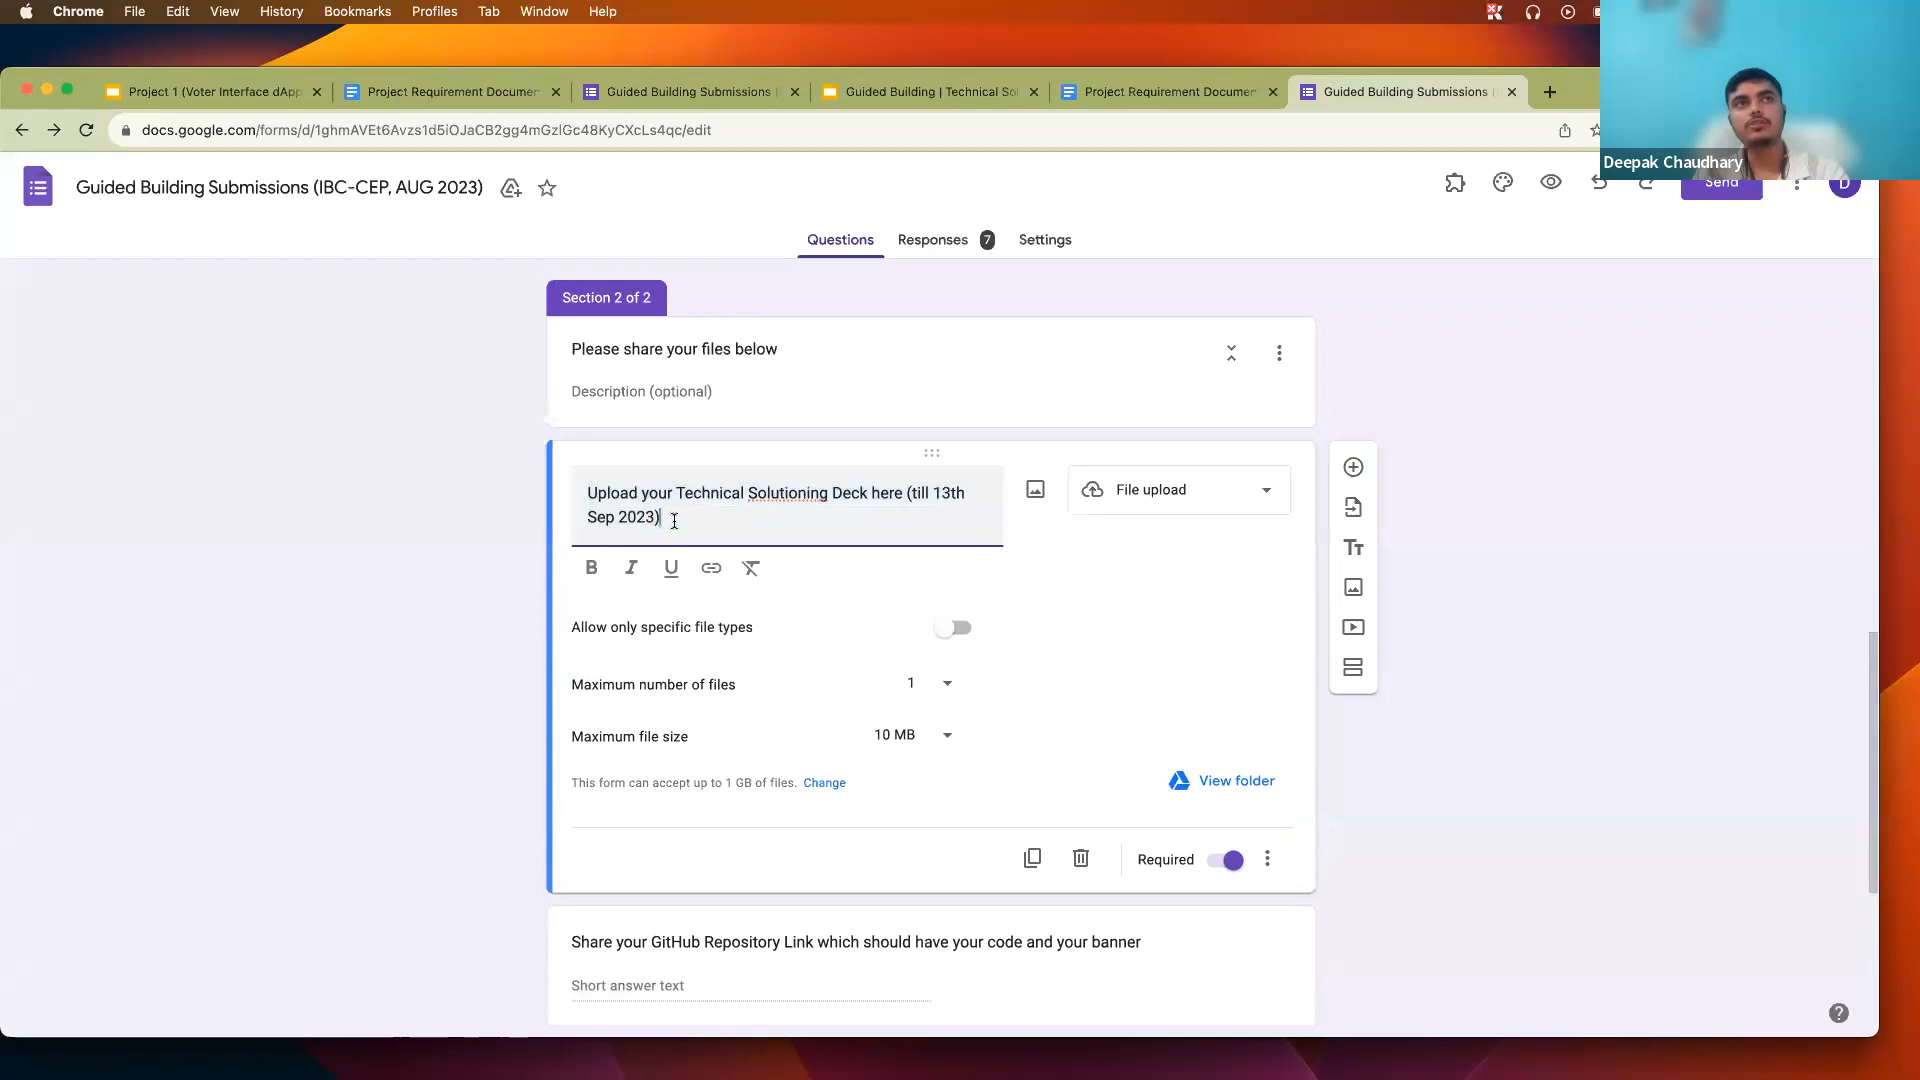 Chrome File Edit View History Bookmarks Profiles Tab Window Help
Project 1 (Voter Interface dApp
Project Requirement Documen
Guided Building Submissions
Guided Building | Technical So
Project Requirement Documen
Guided Building Submissions
docs.google.com/forms/d/1ghmAVEt6Avzs1d5iOJaCB2gg4mGzlGc48KyCXcLs4qc/edit
Deepak Chaudhary
Guided Building Submissions (IBC-CEP, AUG 2023)
Send
D
Questions Responses 7 Settings
Section 2 of 2
Please share your files below
Description (optional)
Upload your Technical Solutioning Deck here (till 13th
Sep 2023)
File upload
B I U
Tт
Allow only specific file types
Maximum number of files 1
Maximum file size 10 MB
This form can accept up to 1 GB of files. Change
View folder
Required
Share your GitHub Repository Link which should have your code and your banner
Short answer text